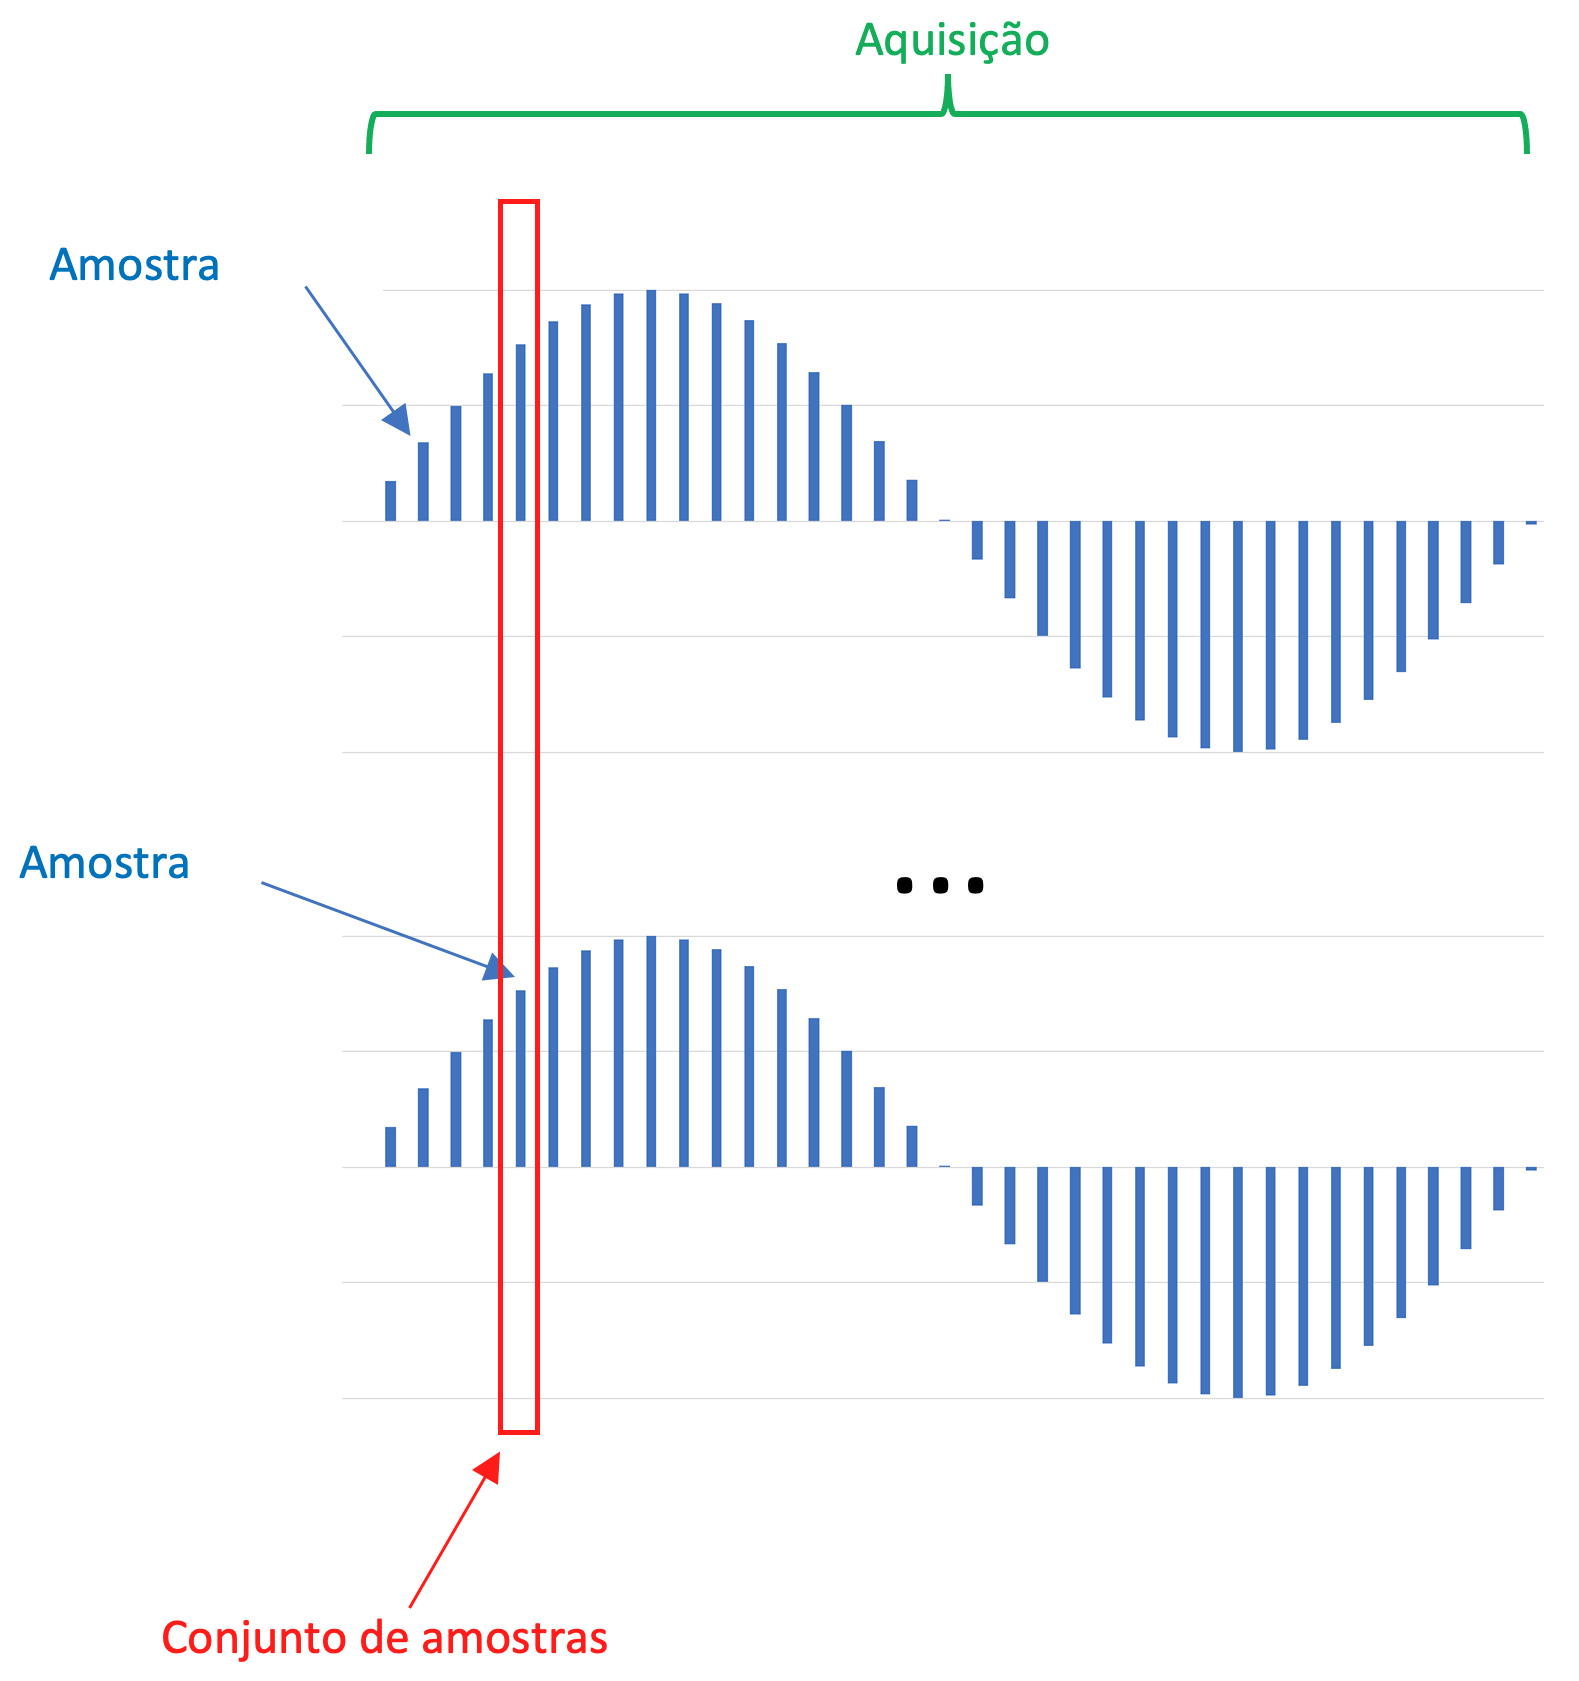 Aquisição
Amostra
Amostra
...
Conjunto de amostras